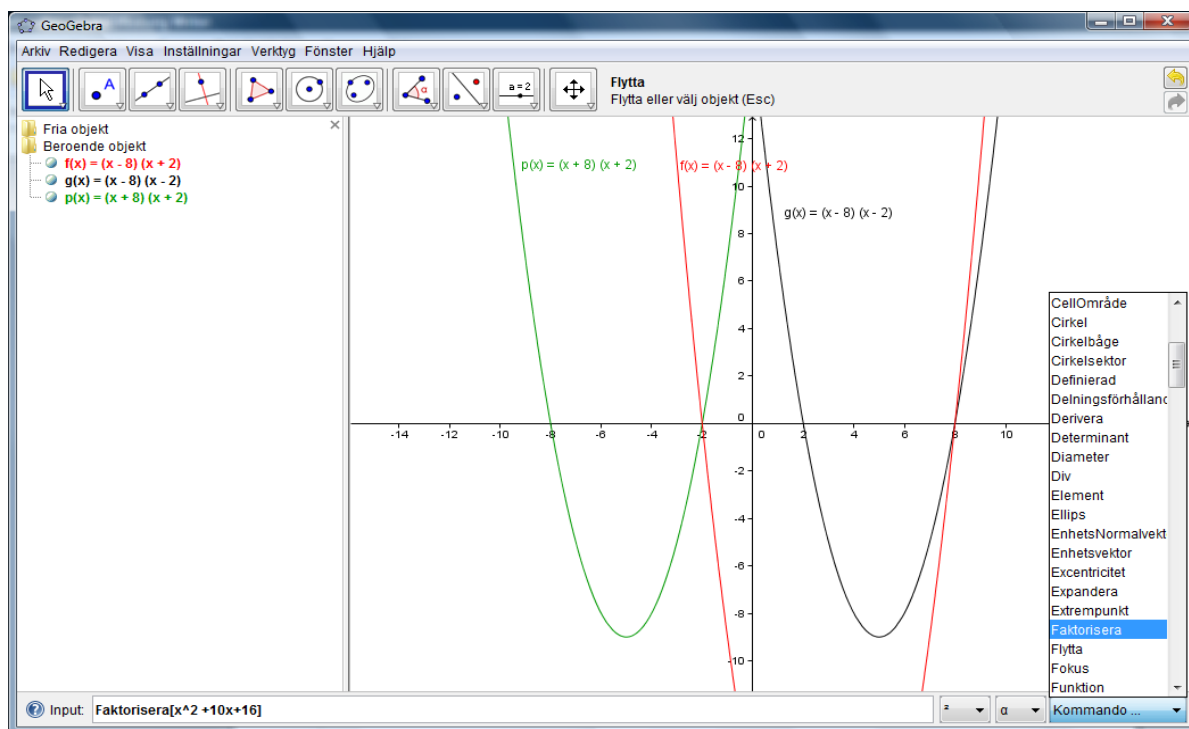 GeoGebra
Arkiv Redigera Visa Inställningar Verktyg Fönster Hjälp
A
α
a = 2
Flytta
Flytta eller välj objekt (Esc)
Fria objekt
Beroende objekt
f(x) = (x - 8) (x + 2)
g(x) = (x - 8) (x - 2)
p(x) = (x + 8) (x + 2)
p(x) = (x + 8) (x + 2)
f(x) = (x - 8) (x + 2)
g(x) = (x - 8) (x - 2)
12
10
8
6
4
2
0
-2
-4
-6
-8
-10
-14 -12 -10 -8 -6 -4 -2 0 2 4 6 8 10
CellOmråde
Cirkel
Cirkelbåge
Cirkelsektor
Definierad
Delningsförhålland
Derivera
Determinant
Diameter
Div
Element
Ellips
EnhetsNormalvekt
Enhetsvektor
Excentricitet
Expandera
Extrempunkt
Faktorisera
Flytta
Fokus
Funktion
Input: Faktorisera[x^2 +10x+16]
² α Kommando ...